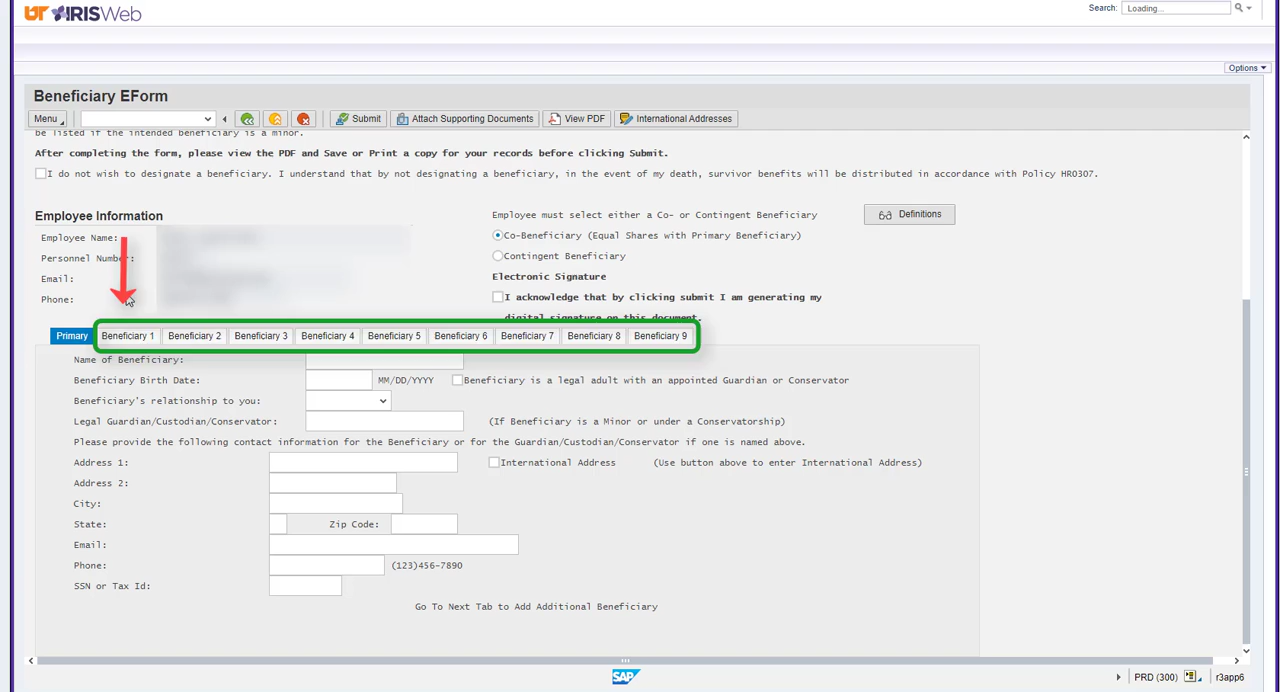 UT IRIS Web
Search: Loading...
Options
Beneficiary EForm
Menu Submit Attach Supporting Documents View PDF International Addresses
be listed if the intended beneficiary is a minor.
After completing the form, please view the PDF and Save or Print a copy for your records before clicking Submit.
I do not wish to designate a beneficiary. I understand that by not designating a beneficiary, in the event of my death, survivor benefits will be distributed in accordance with Policy HR0307.
Employee Information
Employee must select either a Co- or Contingent Beneficiary
Definitions
Employee Name:
Co-Beneficiary (Equal Shares with Primary Beneficiary)
Personnel Number:
Contingent Beneficiary
Email:
Electronic Signature
Phone:
I acknowledge that by clicking submit I am generating my
digital signature on this document.
Primary Beneficiary 1 Beneficiary 2 Beneficiary 3 Beneficiary 4 Beneficiary 5 Beneficiary 6 Beneficiary 7 Beneficiary 8 Beneficiary 9
Name of Beneficiary:
Beneficiary Birth Date: MM/DD/YYYY Beneficiary is a legal adult with an appointed Guardian or Conservator
Beneficiary's relationship to you:
Legal Guardian/Custodian/Conservator: (If Beneficiary is a Minor or under a Conservatorship)
Please provide the following contact information for the Beneficiary or for the Guardian/Custodian/Conservator if one is named above.
Address 1: International Address (Use button above to enter International Address)
Address 2:
City:
State: Zip Code:
Email:
Phone: (123)456-7890
SSN or Tax Id:
Go To Next Tab to Add Additional Beneficiary
SAP PRD (300) r3app6